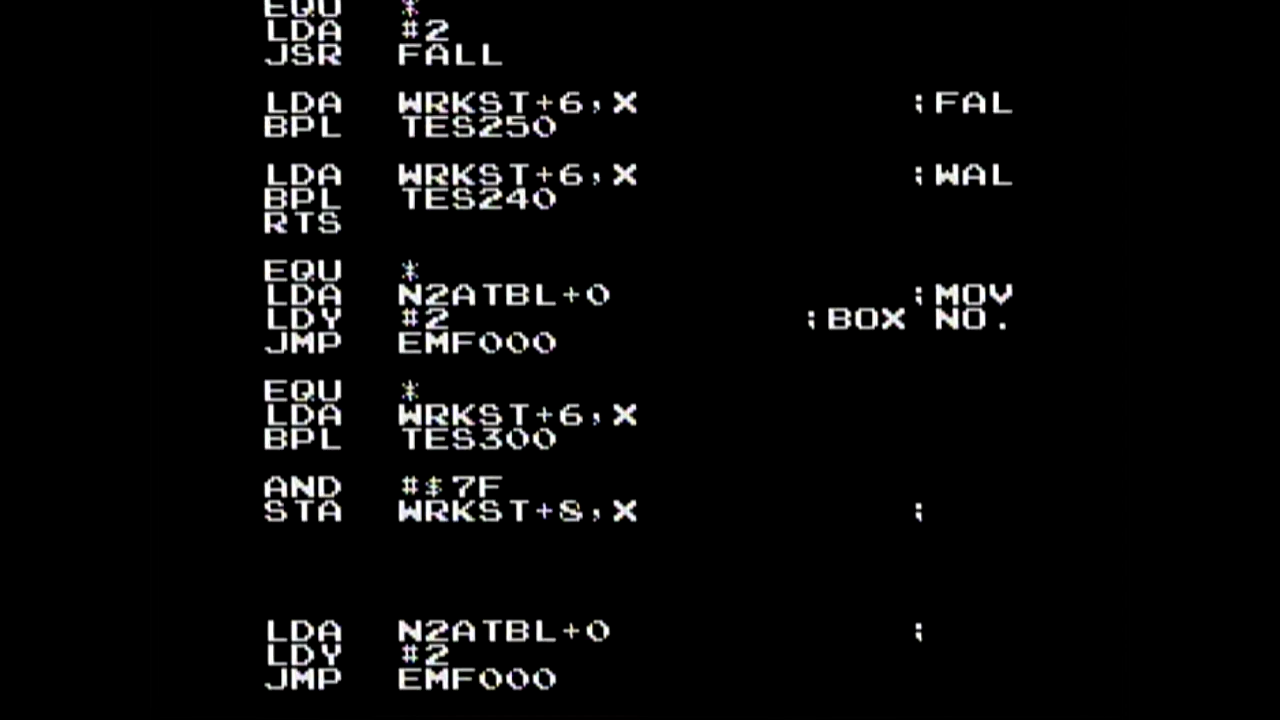 EQU *
LDA #2
JSR FALL
LDA WRKST+6,X ;FAL
BPL TES250
LDA WRKST+6,X ;WAL
BPL TES240
RTS
EQU *
LDA N2ATBL+0 ;MOV
LDY #2 ;BOX NO.
JMP EMF000
EQU *
LDA WRKST+6,X
BPL TES300
AND #$7F
STA WRKST+8,X ;
LDA N2ATBL+0 ;
LDY #2
JMP EMF000